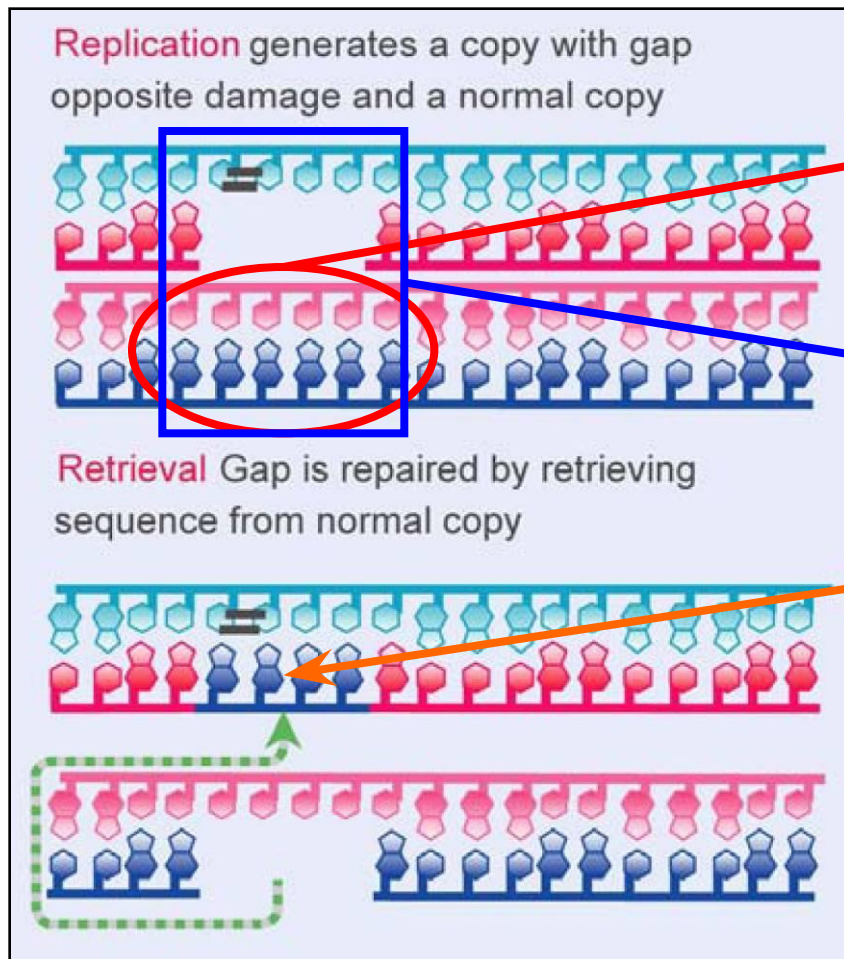 Replication generates a copy with gap
opposite damage and a normal copy
Retrieval Gap is repaired by retrieving
sequence from normal copy